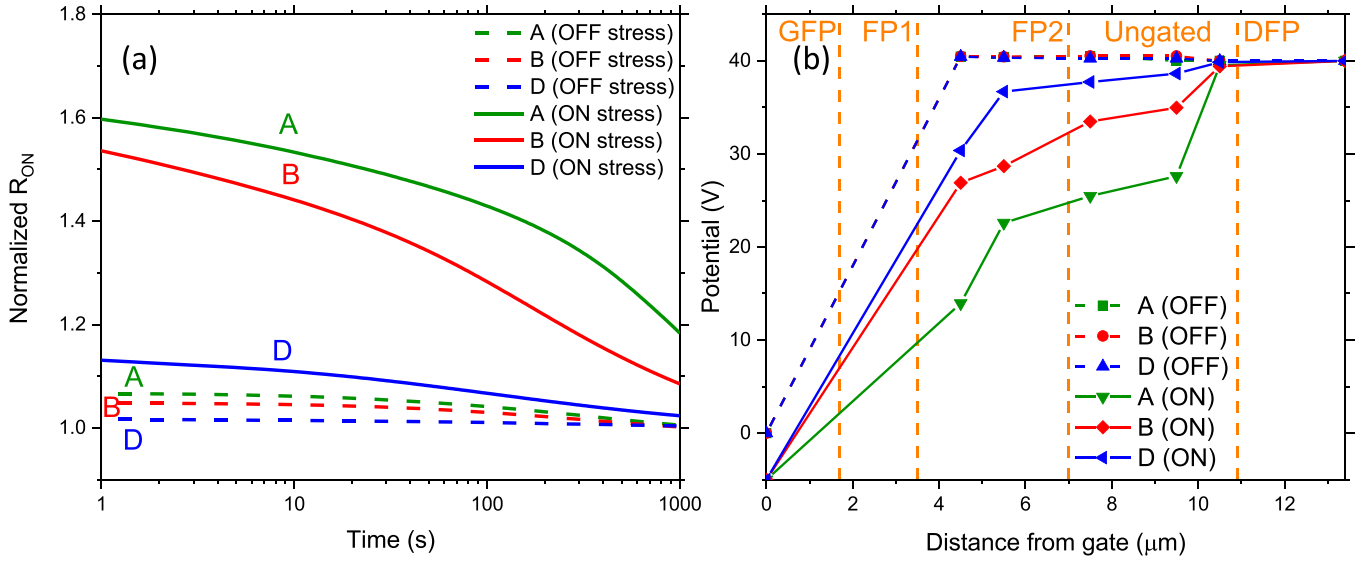 (a)
A (OFF stress)
B (OFF stress)
D (OFF stress)
A (ON stress)
B (ON stress)
D (ON stress)
A
B
D
A
B
D
1.8
1.6
1.4
1.2
1.0
1
10
100
1000
Normalized R_ON
Time (s)
(b)
GFP
FP1
FP2
Ungated
DFP
40
30
20
10
0
0
2
4
6
8
10
12
A (OFF)
B (OFF)
D (OFF)
A (ON)
B (ON)
D (ON)
Potential (V)
Distance from gate (μm)